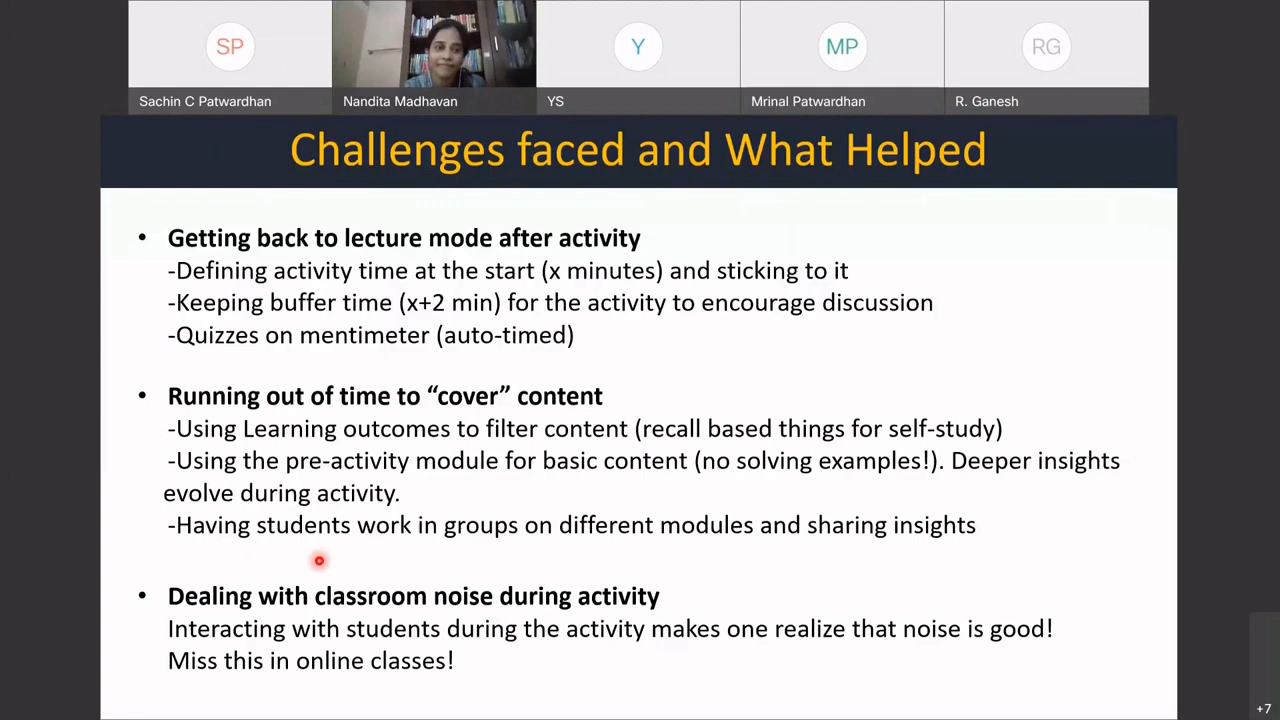 SP
Y
MP
RG
Sachin C Patwardhan
Nandita Madhavan
YS
Mrinal Patwardhan
R. Ganesh
Challenges faced and What Helped
• Getting back to lecture mode after activity
-Defining activity time at the start (x minutes) and sticking to it
-Keeping buffer time (x+2 min) for the activity to encourage discussion
-Quizzes on mentimeter (auto-timed)
• Running out of time to “cover” content
-Using Learning outcomes to filter content (recall based things for self-study)
-Using the pre-activity module for basic content (no solving examples!). Deeper insights
evolve during activity.
-Having students work in groups on different modules and sharing insights
• Dealing with classroom noise during activity
Interacting with students during the activity makes one realize that noise is good!
Miss this in online classes!
+7